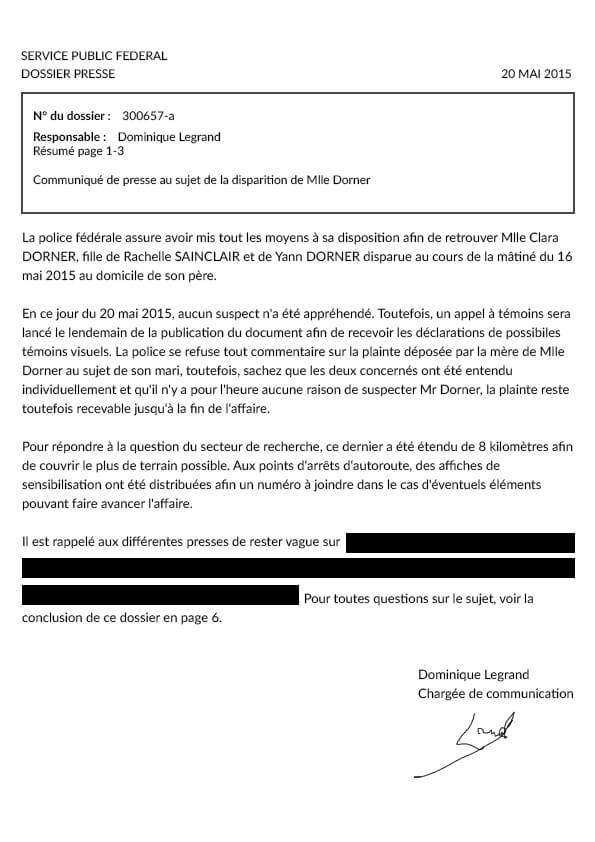 SERVICE PUBLIC FEDERAL
DOSSIER PRESSE 20 MAI 2015
N° du dossier : 300657-a
Responsable : Dominique Legrand
Résumé page 1-3
Communiqué de presse au sujet de la disparition de Mlle Dorner
La police fédérale assure avoir mis tout les moyens à sa disposition afin de retrouver Mlle Clara
DORNER, fille de Rachelle SAINCLAIR et de Yann DORNER disparue au cours de la mâtiné du 16
mai 2015 au domicile de son père.
En ce jour du 20 mai 2015, aucun suspect n'a été appréhendé. Toutefois, un appel à témoins sera
lancé le lendemain de la publication du document afin de recevoir les déclarations de possibiles
témoins visuels. La police se refuse tout commentaire sur la plainte déposée par la mère de Mlle
Dorner au sujet de son mari, toutefois, sachez que les deux concernés ont été entendu
individuellement et qu'il n'y a pour l'heure aucune raison de suspecter Mr Dorner, la plainte reste
toutefois recevable jusqu'à la fin de l'affaire.
Pour répondre à la question du secteur de recherche, ce dernier a été étendu de 8 kilomètres afin
de couvrir le plus de terrain possible. Aux points d'arrêts d'autoroute, des affiches de
sensibilisation ont été distribuées afin un numéro à joindre dans le cas d'éventuels éléments
pouvant faire avancer l'affaire.
Il est rappelé aux différentes presses de rester vague sur
. Pour toutes questions sur le sujet, voir la
conclusion de ce dossier en page 6.
Dominique Legrand
Chargée de communication